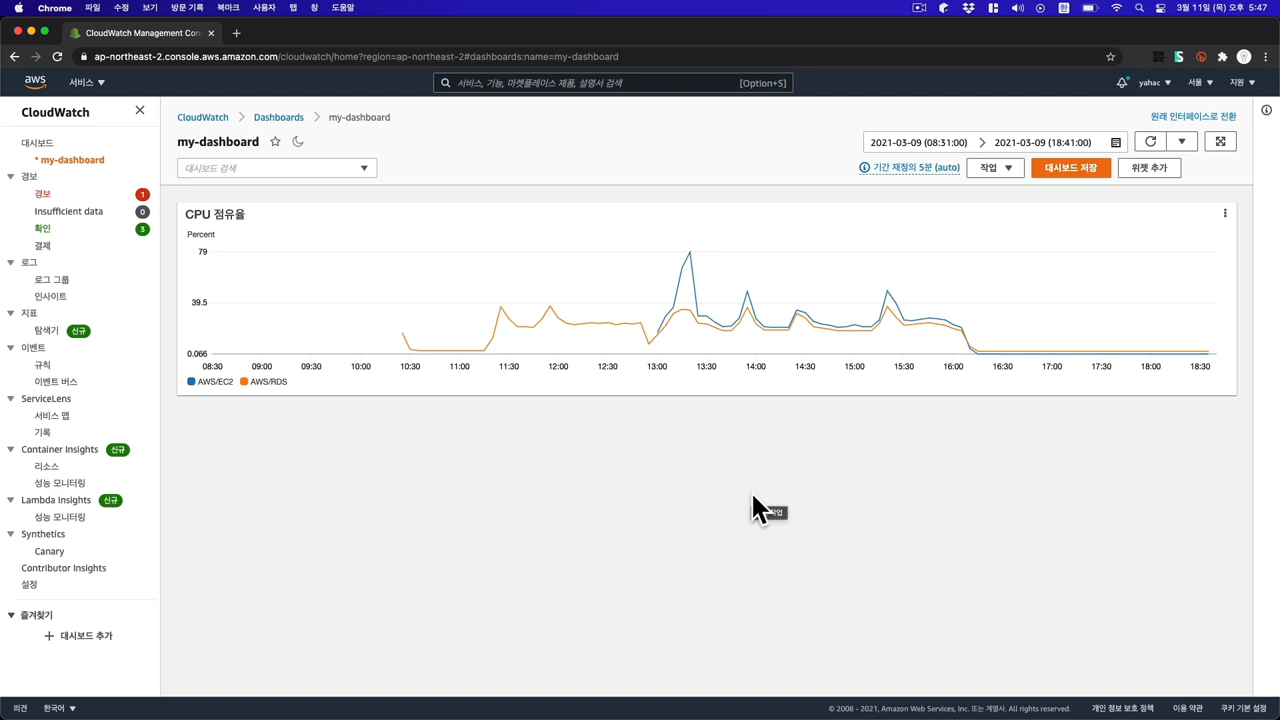 Chrome 파일 수정 보기 방문 기록 북마크 사용자 탭 창 도움말 한 3월 11일 (목) 오후 5:47
CloudWatch Management Con
ap-northeast-2.console.aws.amazon.com/cloudwatch/home?region=ap-northeast-2#dashboards:name=my-dashboard
aws 서비스 서비스, 기능, 마켓플레이스 제품, 설명서 검색 [Option+S] yahac 서울 지원
CloudWatch
대시보드
* my-dashboard
경보
경보 1
Insufficient data 0
확인 3
결제
로그
로그 그룹
인사이트
지표
탐색기 신규
이벤트
규칙
이벤트 버스
ServiceLens
서비스 맵
기록
Container Insights 신규
리소스
성능 모니터링
Lambda Insights 신규
성능 모니터링
Synthetics
Canary
Contributor Insights
설정
즐겨찾기
대시보드 추가
CloudWatch Dashboards my-dashboard
원래 인터페이스로 전환
my-dashboard
2021-03-09 (08:31:00) 2021-03-09 (18:41:00)
대시보드 검색
기간 재정의 5분 (auto) 작업 대시보드 저장 위젯 추가
CPU 점유율
Percent
79
39.5
0.066
08:30 09:00 09:30 10:00 10:30 11:00 11:30 12:00 12:30 13:00 13:30 14:00 14:30 15:00 15:30 16:00 16:30 17:00 17:30 18:00 18:30
AWS/EC2 AWS/RDS
작업
의견 한국어 © 2008 - 2021, Amazon Web Services, Inc. 또는 계열사. All rights reserved. 개인 정보 보호 정책 이용 약관 쿠키 기본 설정